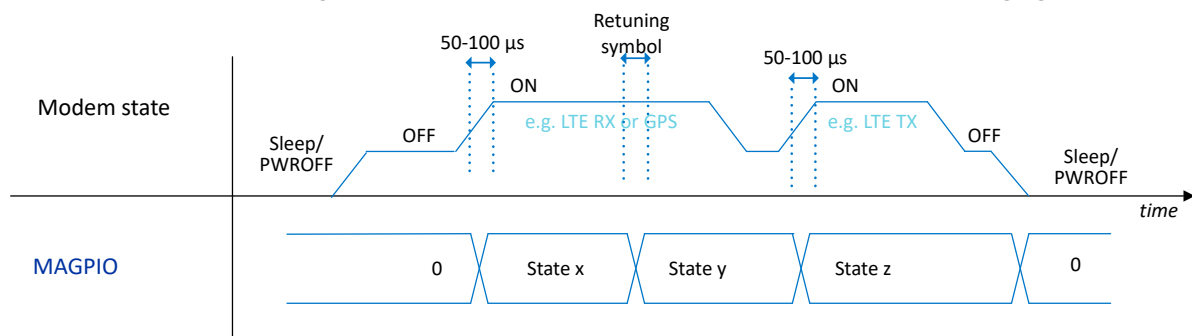 Retuning
symbol
50-100 µs
50-100 µs
ON
ON
Modem state
e.g. LTE RX or GPS
e.g. LTE TX
OFF
OFF
Sleep/
PWROFF
Sleep/
PWROFF
time
MAGPIO
0
State x
State y
State z
0